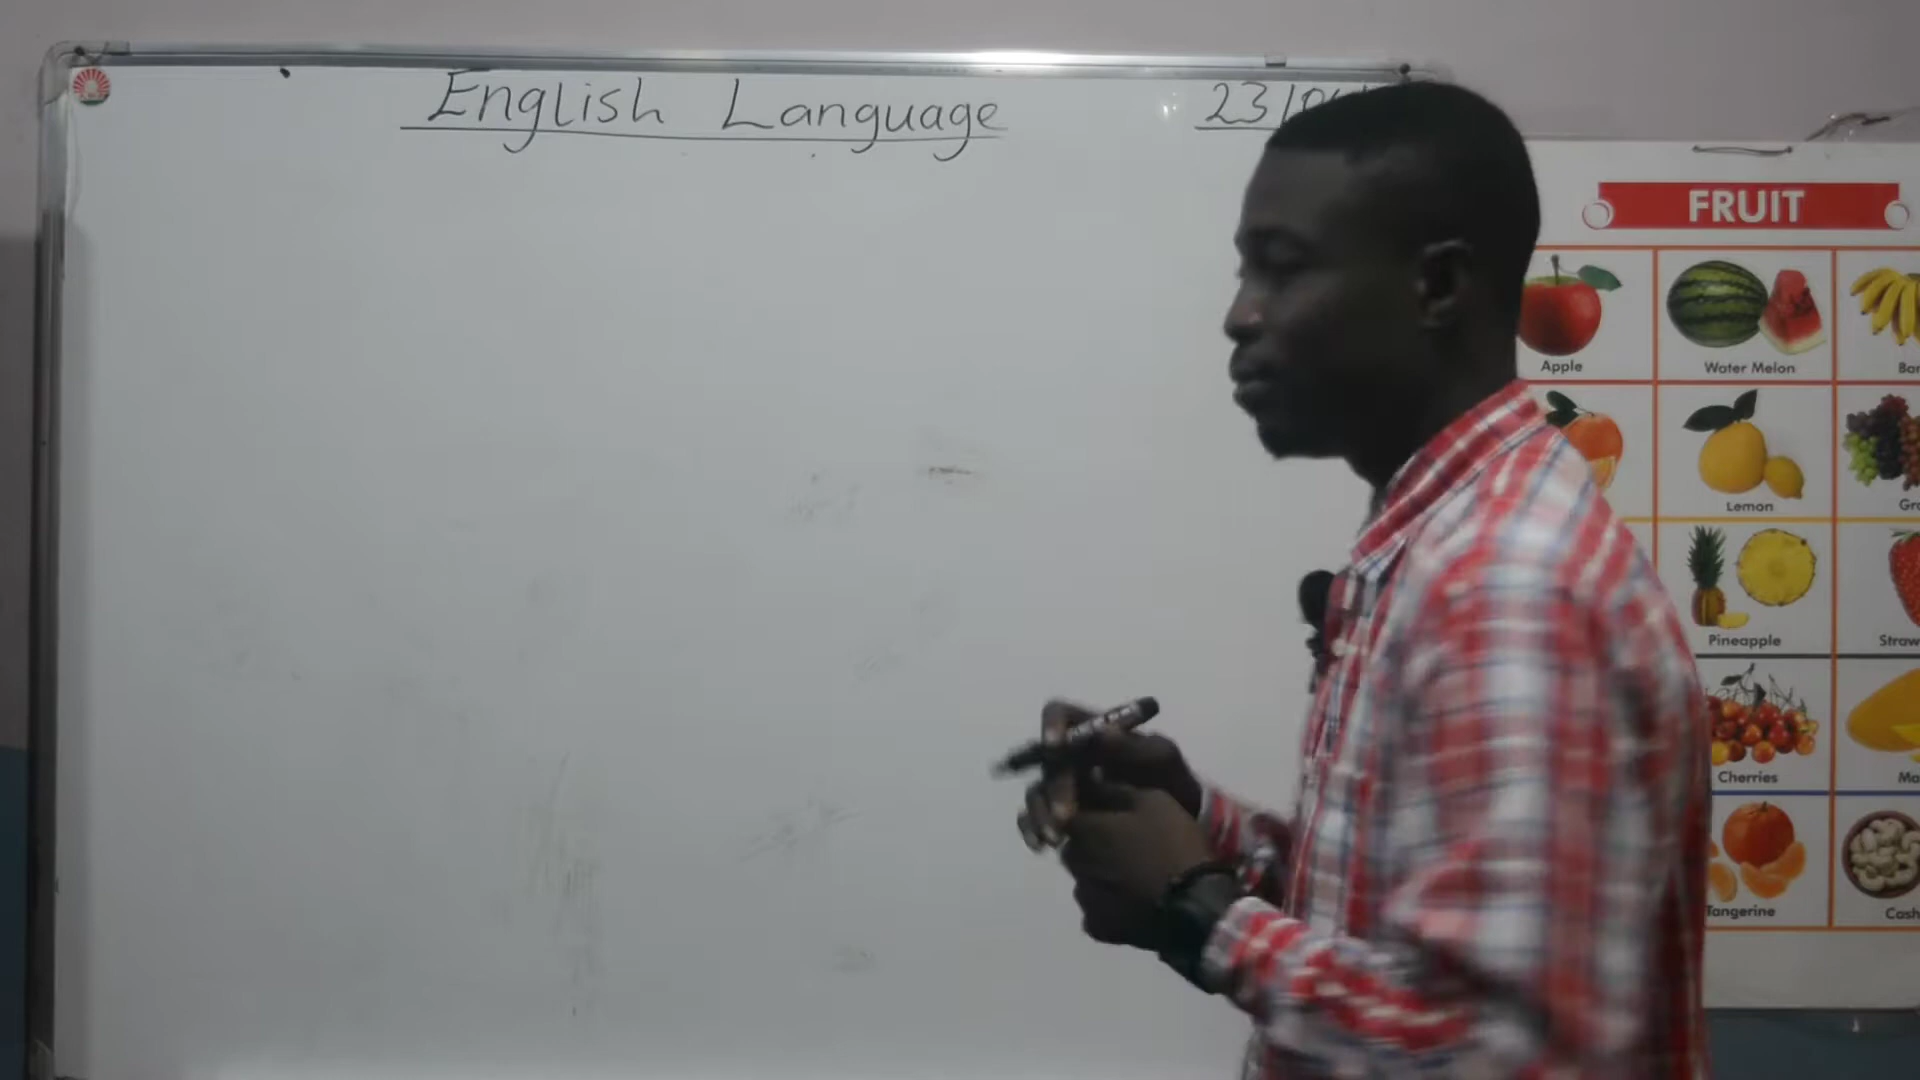 English Language
FRUIT
Apple
Water Melon
Lemon
Pineapple
Cherries
Tangerine